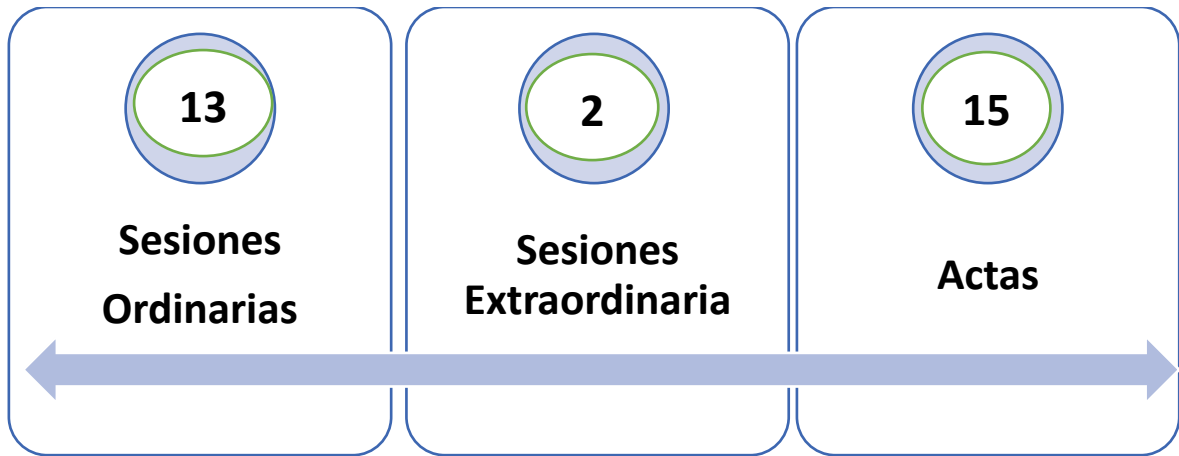 13
Sesiones
Ordinarias
2
Sesiones
Extraordinaria
15
Actas